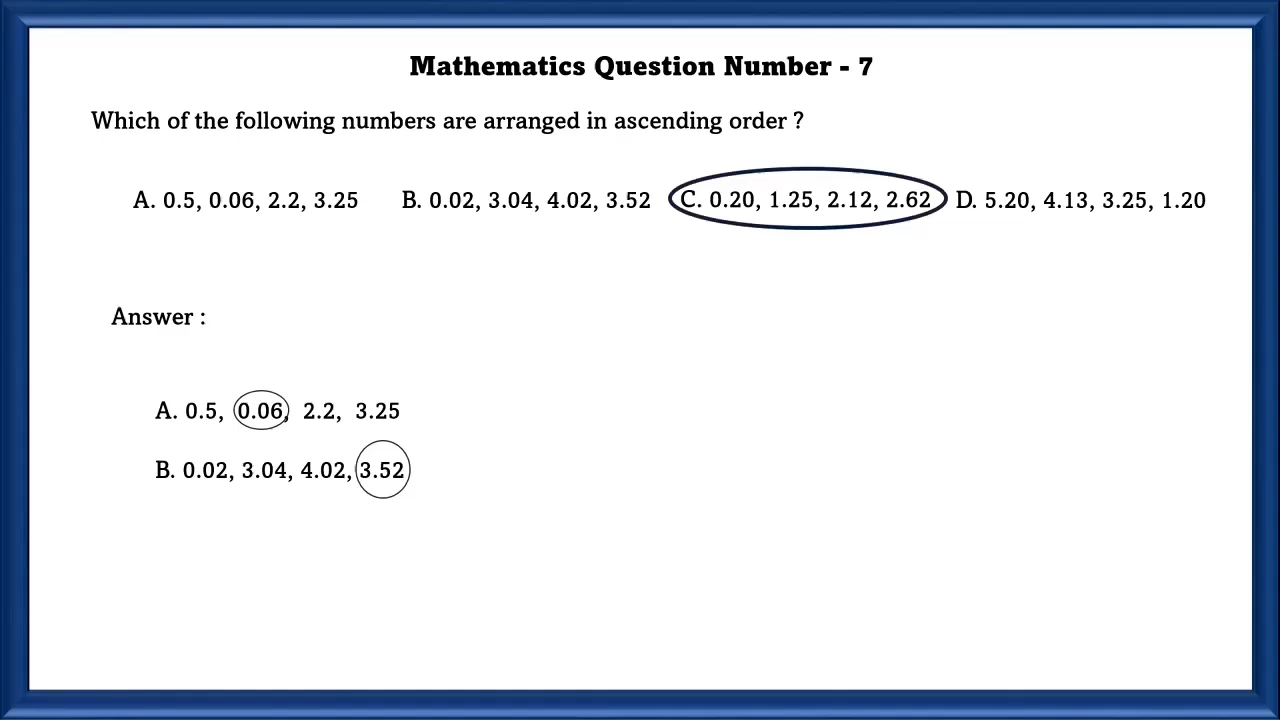 Mathematics Question Number - 7
Which of the following numbers are arranged in ascending order ?
A. 0.5, 0.06, 2.2, 3.25 B. 0.02, 3.04, 4.02, 3.52 C. 0.20, 1.25, 2.12, 2.62 D. 5.20, 4.13, 3.25, 1.20
Answer :
A. 0.5, 0.06, 2.2, 3.25
B. 0.02, 3.04, 4.02, 3.52